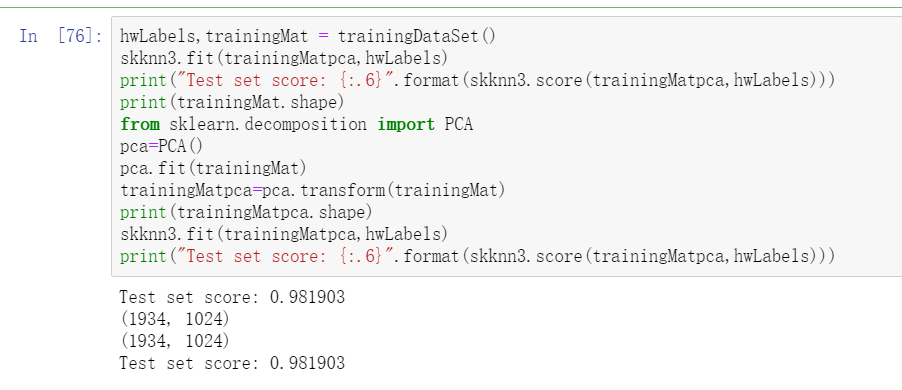 In [76]: hwLabels,trainingMat = trainingDataSet()
skknn3.fit(trainingMatpca,hwLabels)
print("Test set score: {:.6}".format(skknn3.score(trainingMatpca,hwLabels)))
print(trainingMat.shape)
from sklearn.decomposition import PCA
pca=PCA()
pca.fit(trainingMat)
trainingMatpca=pca.transform(trainingMat)
print(trainingMatpca.shape)
skknn3.fit(trainingMatpca,hwLabels)
print("Test set score: {:.6}".format(skknn3.score(trainingMatpca,hwLabels)))
Test set score: 0.981903
(1934, 1024)
(1934, 1024)
Test set score: 0.981903